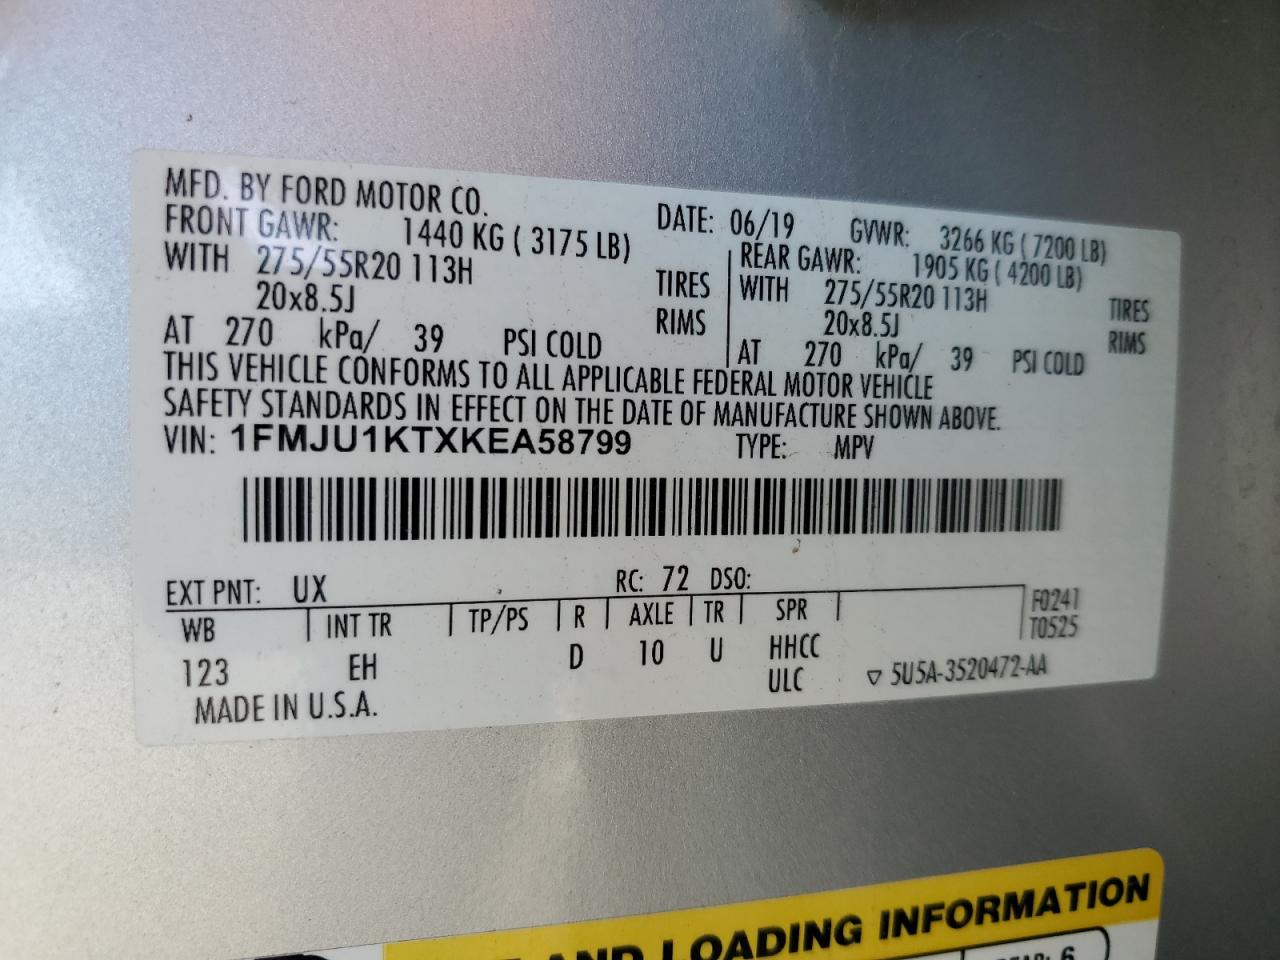 MFD. BY FORD MOTOR CO.
DATE: 06/19 GVWR: 3266 KG ( 7200 LB)
FRONT GAWR: 1440 KG ( 3175 LB)
REAR GAWR: 1905 KG ( 4200 LB)
WITH 275/55R20 113H TIRES
WITH 275/55R20 113H TIRES
20x8.5J RIMS
20x8.5J RIMS
AT 270 kPa/ 39 PSI COLD
AT 270 kPa/ 39 PSI COLD
THIS VEHICLE CONFORMS TO ALL APPLICABLE FEDERAL MOTOR VEHICLE
SAFETY STANDARDS IN EFFECT ON THE DATE OF MANUFACTURE SHOWN ABOVE.
VIN: 1FMJU1KTXKEA58799 TYPE: MPV
EXT PNT: UX RC: 72 DSO:
WB INT TR TP/PS R AXLE TR SPR F0241
T0525
123 EH D 10 U HHCC
ULC ▽ 5U5A-3520472-AA
MADE IN U.S.A.
AND LOADING INFORMATION
6